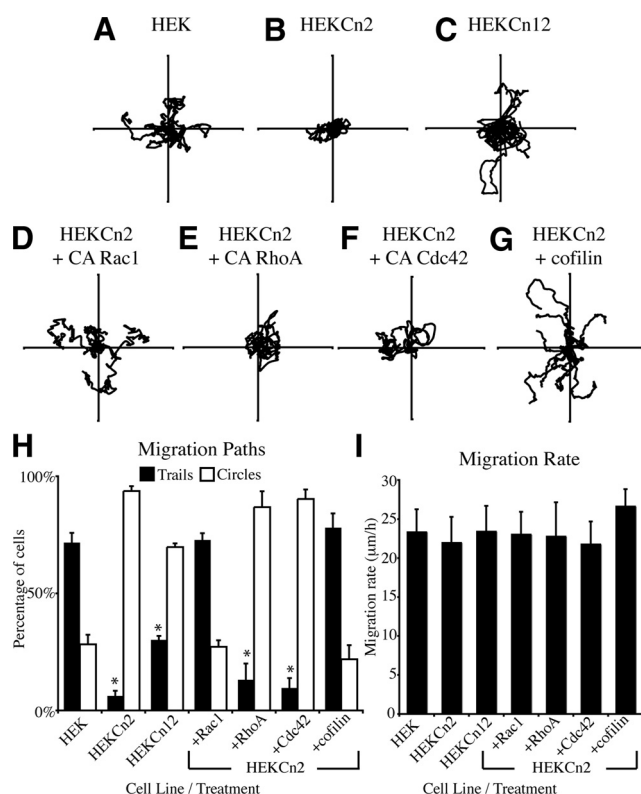 A HEK B HEKCn2 C HEKCn12
D HEKCn2 E HEKCn2 F HEKCn2 G HEKCn2
+ CA Rac1 + CA RhoA + CA Cdc42 + cofilin
H Migration Paths
Trails Circles
Percentage of cells
100%
50%
0%
* * * *
HEK HEKCn2 HEKCn12 +Rac1 +RhoA +Cdc42 +cofilin
HEKCn2
Cell Line / Treatment
I Migration Rate
Migration rate (μm/h)
30
25
20
15
10
5
0
HEK HEKCn2 HEKCn12 +Rac1 +RhoA +Cdc42 +cofilin
HEKCn2
Cell Line / Treatment